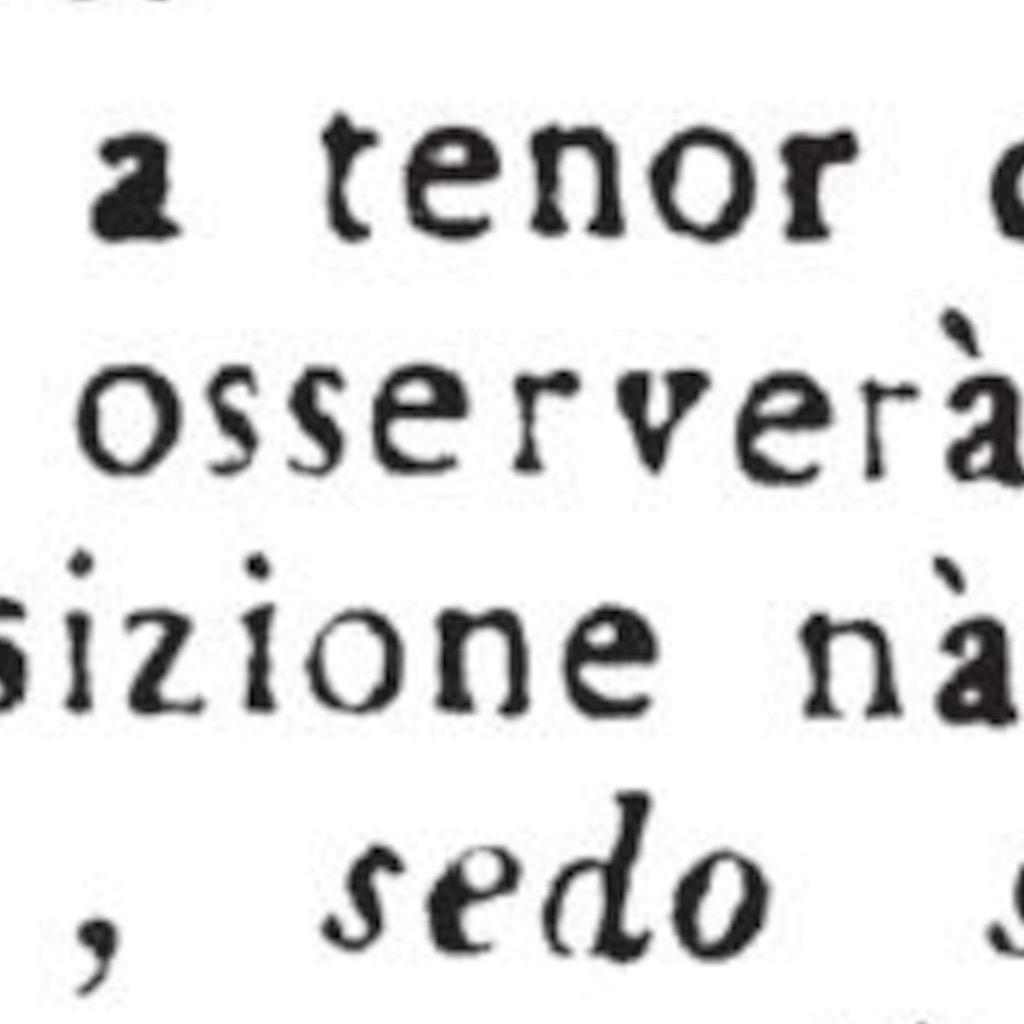 a tenor
osserverà
sizione nà
, sedo